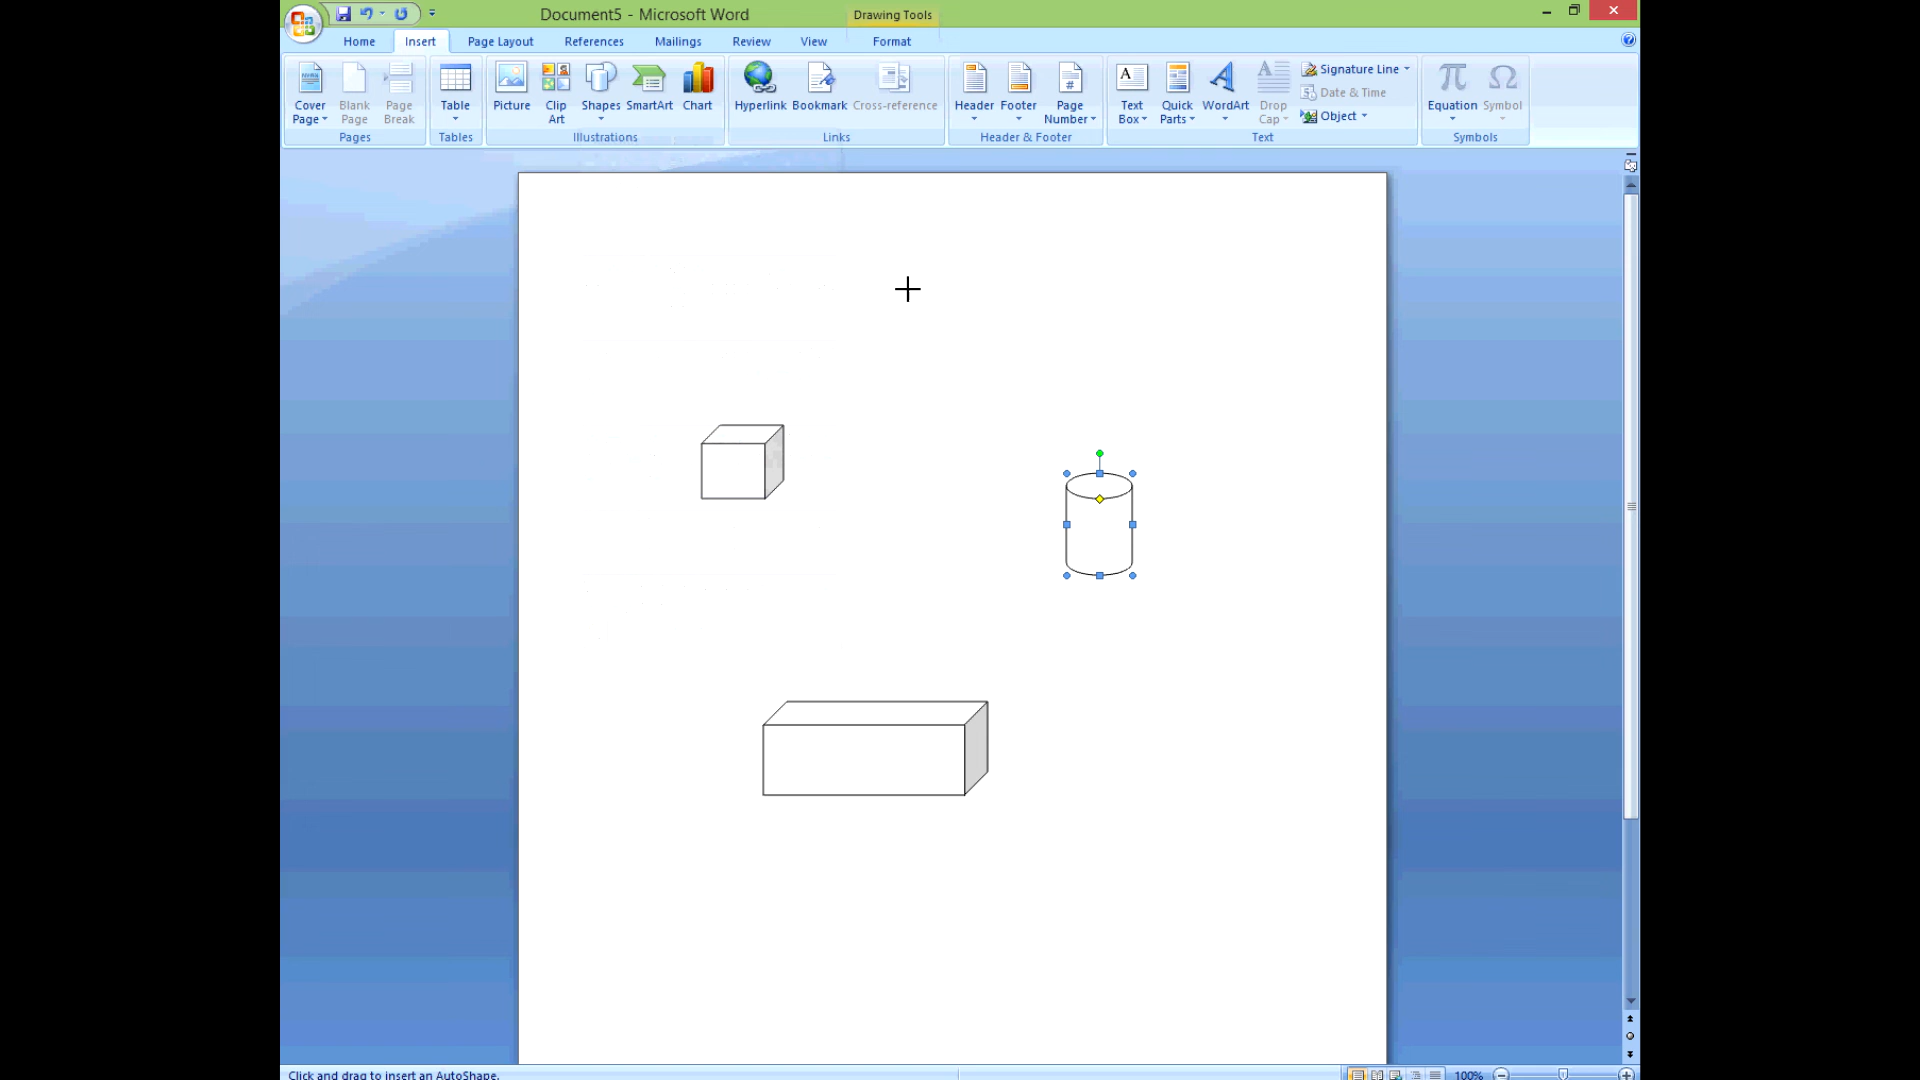 Document5 - Microsoft Word
Drawing Tools
Home
Insert
Page Layout
References
Mailings
Review
View
Format
Cover Page
Blank Page
Page Break
Pages
Table
Tables
Picture
Clip Art
Shapes
SmartArt
Chart
Illustrations
Hyperlink
Bookmark
Cross-reference
Links
Header
Footer
Page Number
Header & Footer
Text Box
Quick Parts
WordArt
Drop Cap
Signature Line
Date & Time
Object
Text
Equation
Symbol
Symbols
Click and drag to insert an AutoShape.
100%